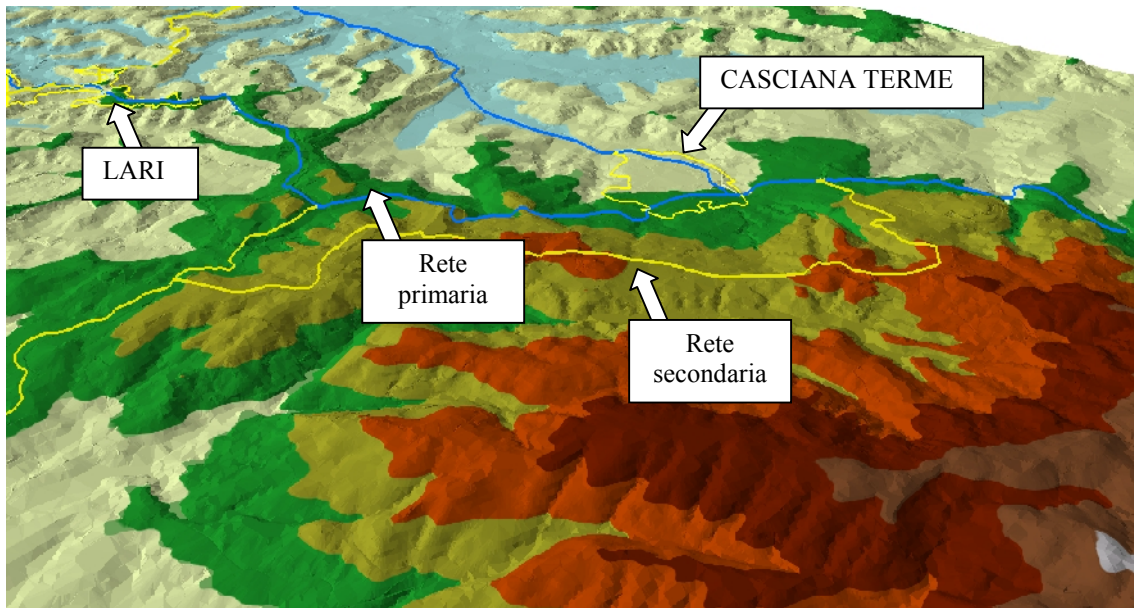 CASCIANA TERME
LARI
Rete
primaria
Rete
secondaria